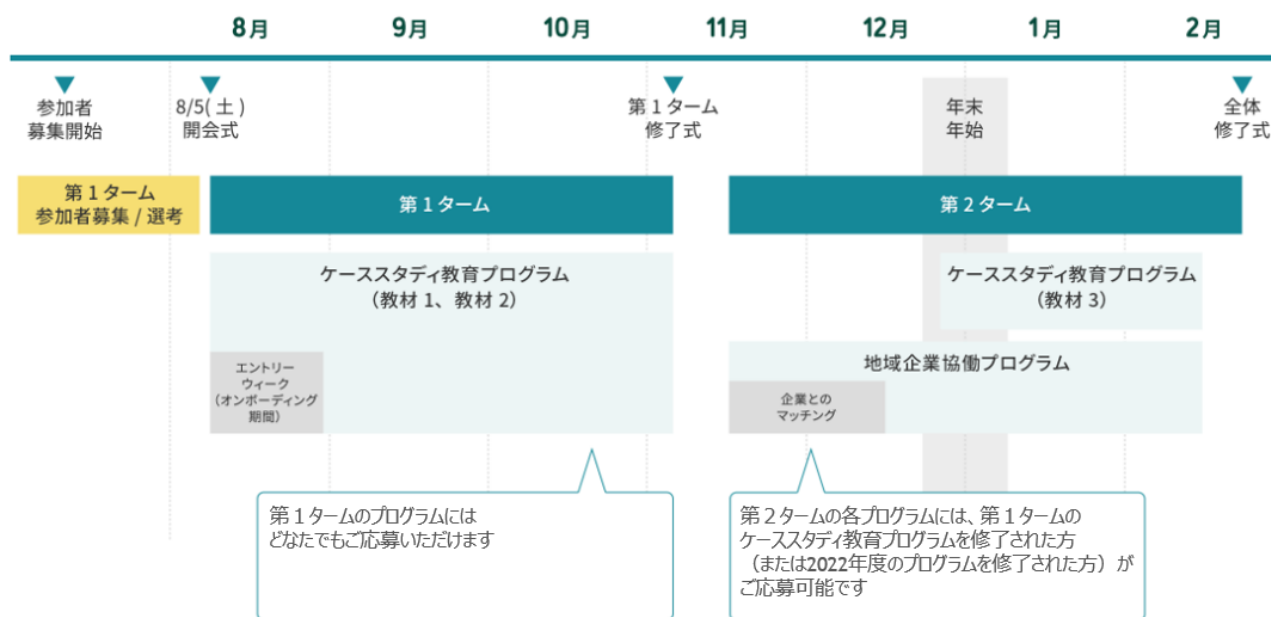 8月 9月 10月 11月 12月 1月 2月
参加者
募集開始
8/5(土)
開会式
第1ターム
修了式
年末
年始
全体
修了式
第1ターム
参加者募集 / 選考
第1ターム
第2ターム
ケーススタディ教育プログラム
（教材 1、教材 2）
ケーススタディ教育プログラム
（教材 3）
エントリー
ウィーク
（オンボーディング
期間）
地域企業協働プログラム
企業との
マッチング
第１タームのプログラムには
どなたでもご応募いただけます
第２タームの各プログラムには、第１タームの
ケーススタディ教育プログラムを修了された方
（または2022年度のプログラムを修了された方）が
ご応募可能です